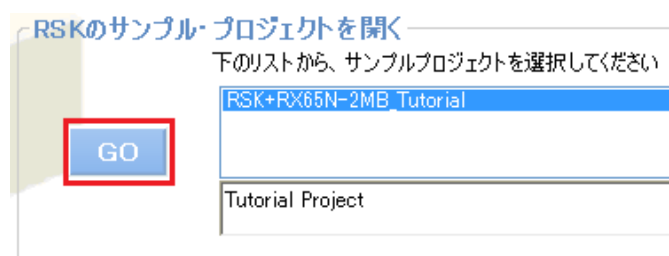 RSKのサンプル・プロジェクトを開く
下のリストから、サンプルプロジェクトを選択してください
RSK+RX65N-2MB_Tutorial
GO
Tutorial Project